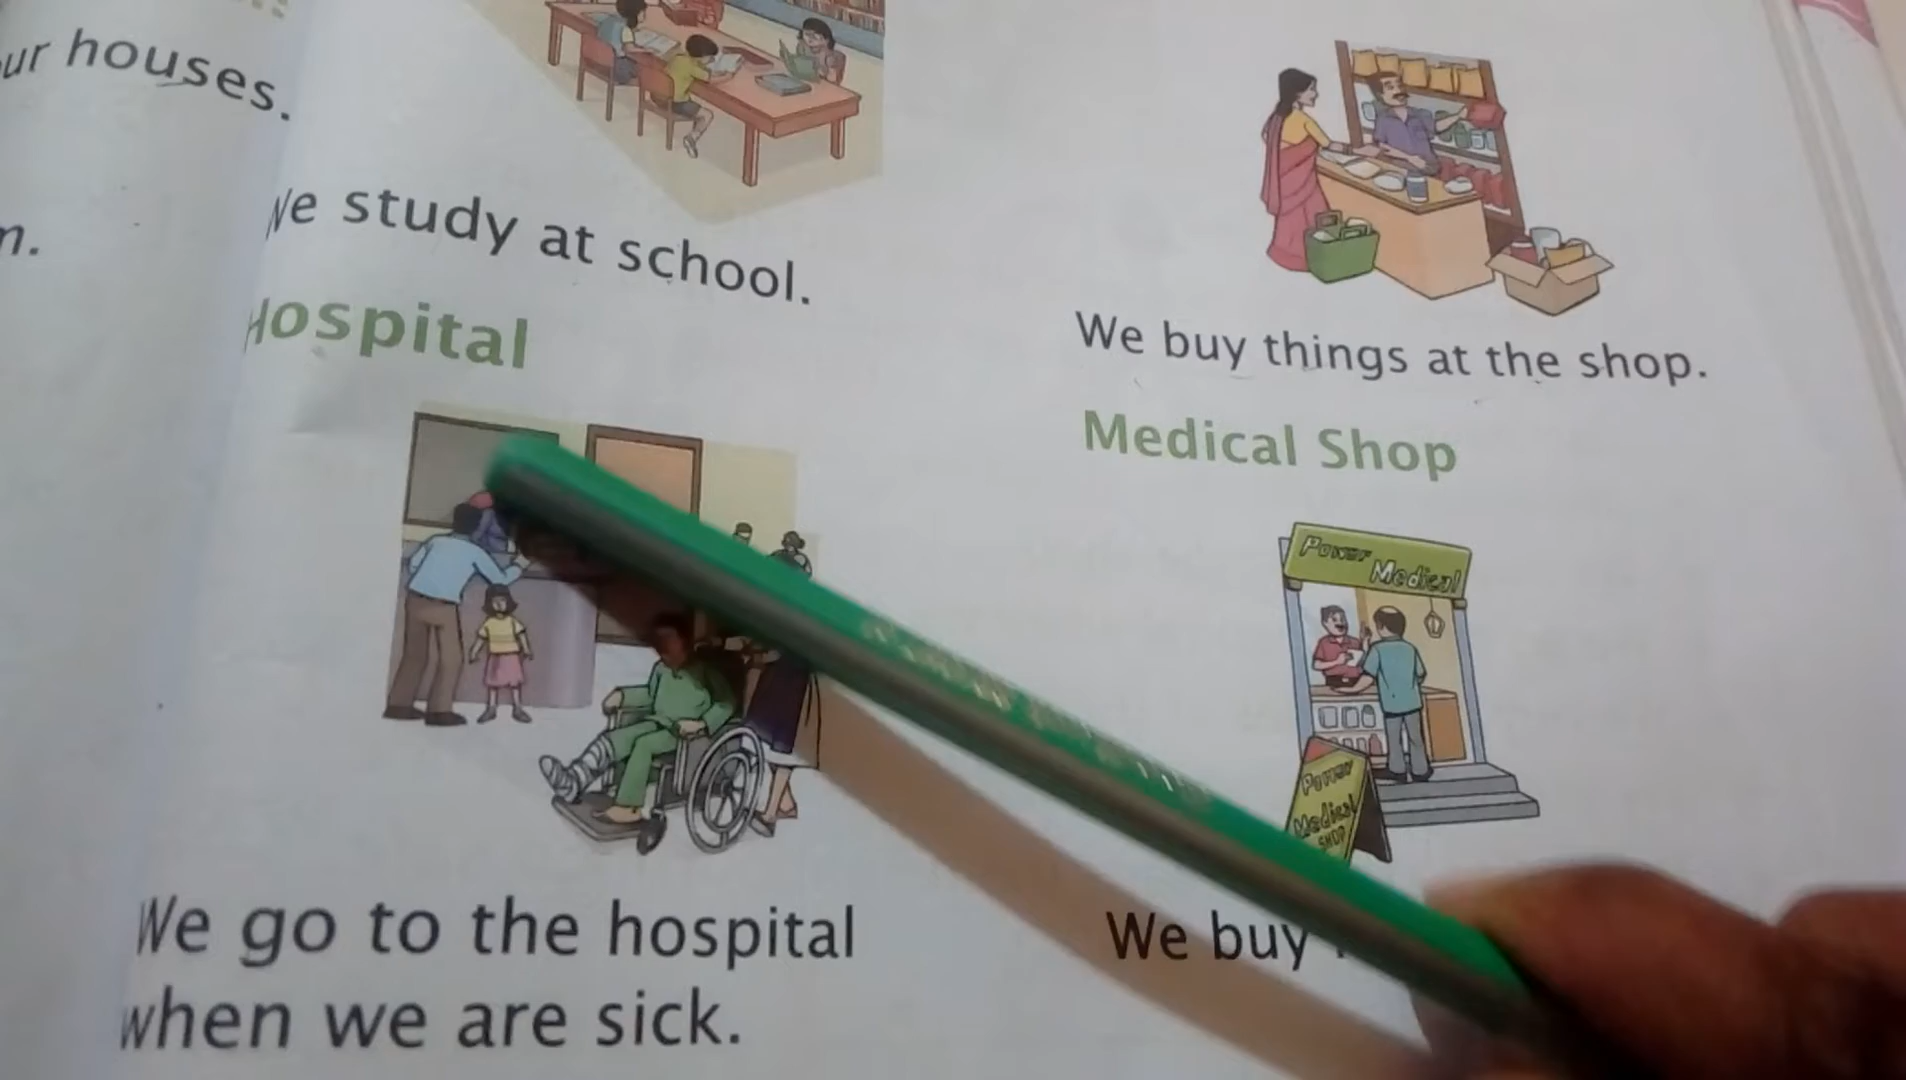 ur houses.
n.
We study at school.
Hospital
We go to the hospital
when we are sick.
We buy things at the shop.
Medical Shop
Power
Medical
Power
Medical
SHOP
We buy